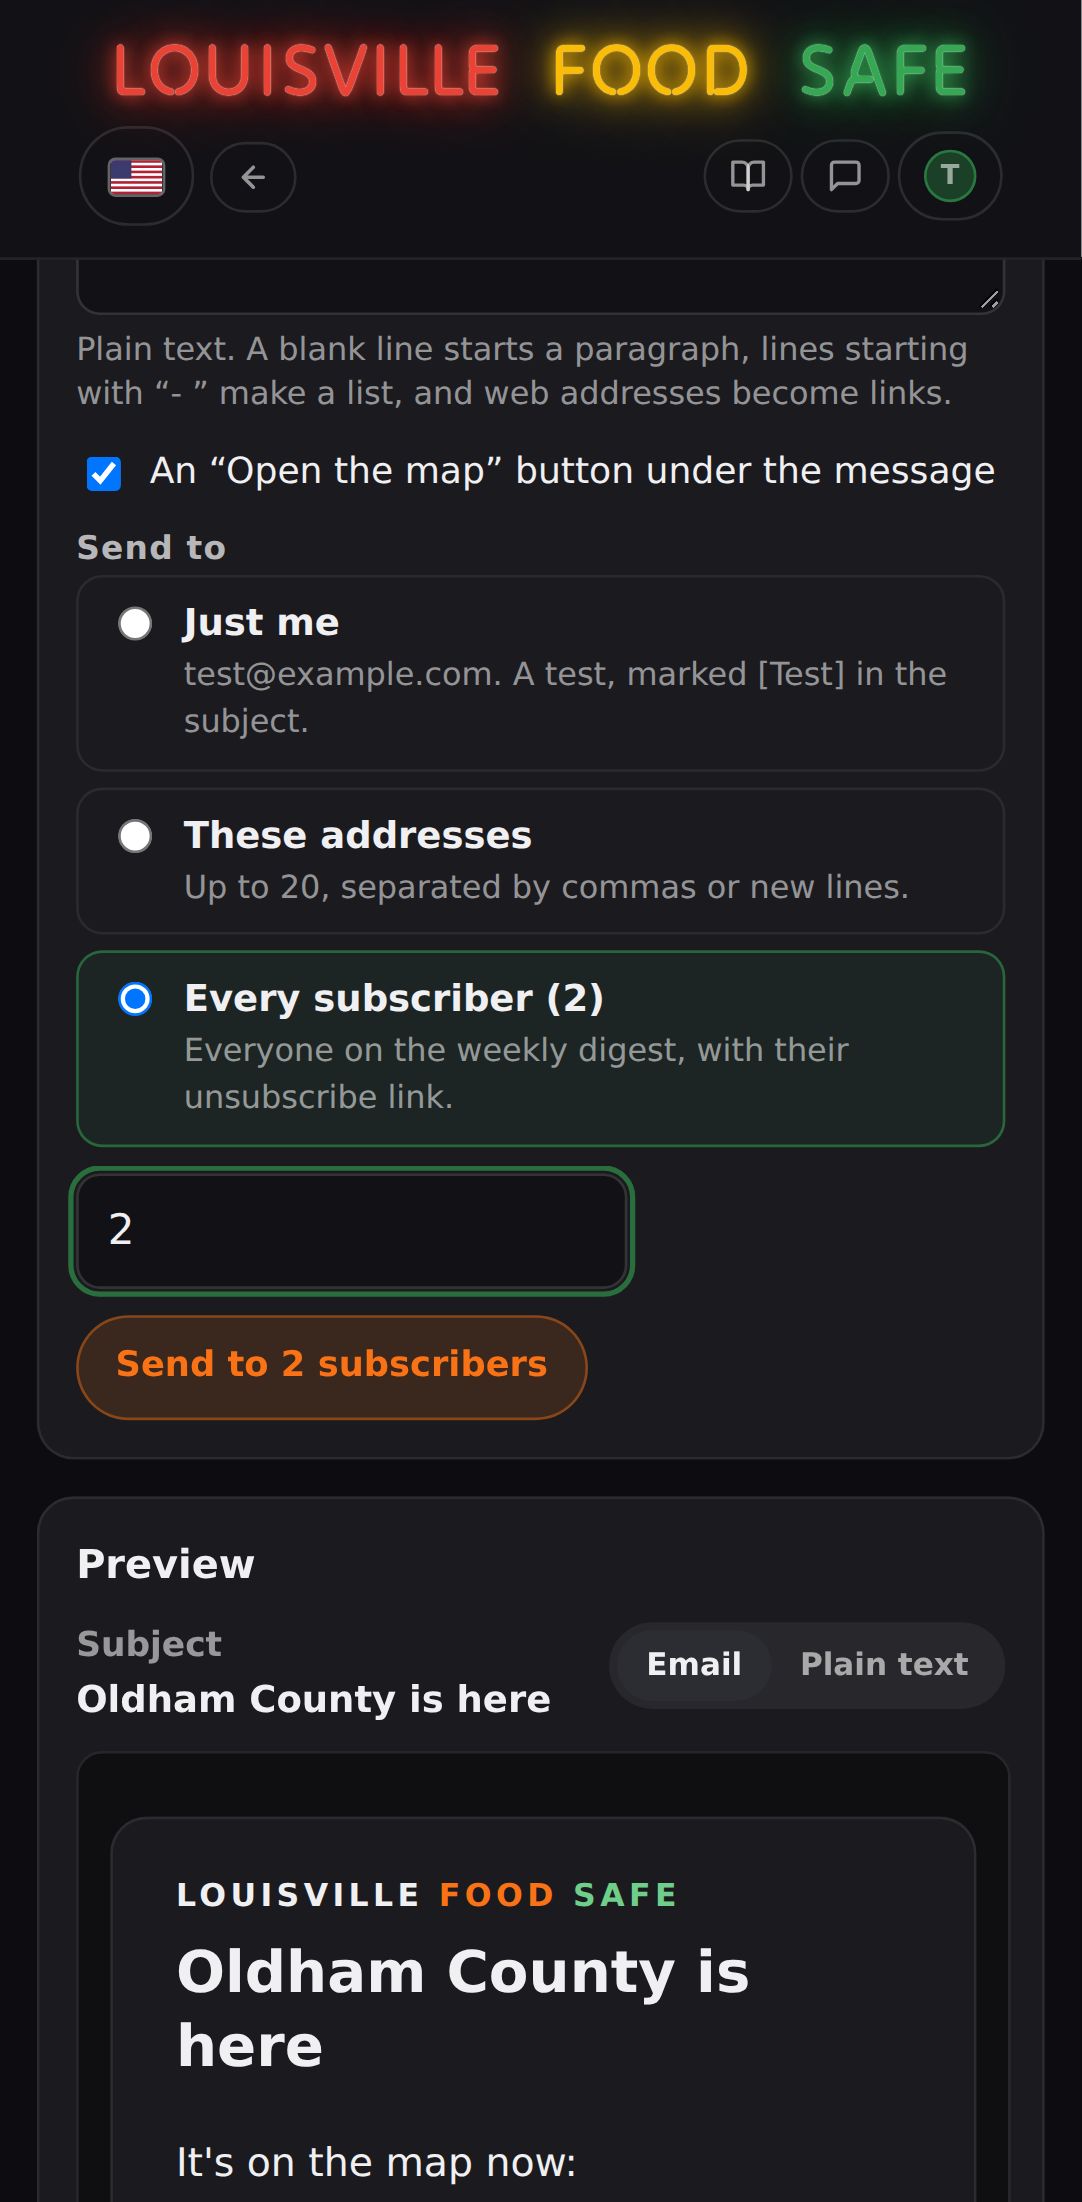 LOUISVILLE FOOD SAFE
T
Plain text. A blank line starts a paragraph, lines starting
with “- ” make a list, and web addresses become links.
An “Open the map” button under the message
Send to
Just me
test@example.com. A test, marked [Test] in the
subject.
These addresses
Up to 20, separated by commas or new lines.
Every subscriber (2)
Everyone on the weekly digest, with their
unsubscribe link.
2
Send to 2 subscribers
Preview
Subject
Oldham County is here
Email
Plain text
LOUISVILLE FOOD SAFE
Oldham County is
here
It's on the map now: